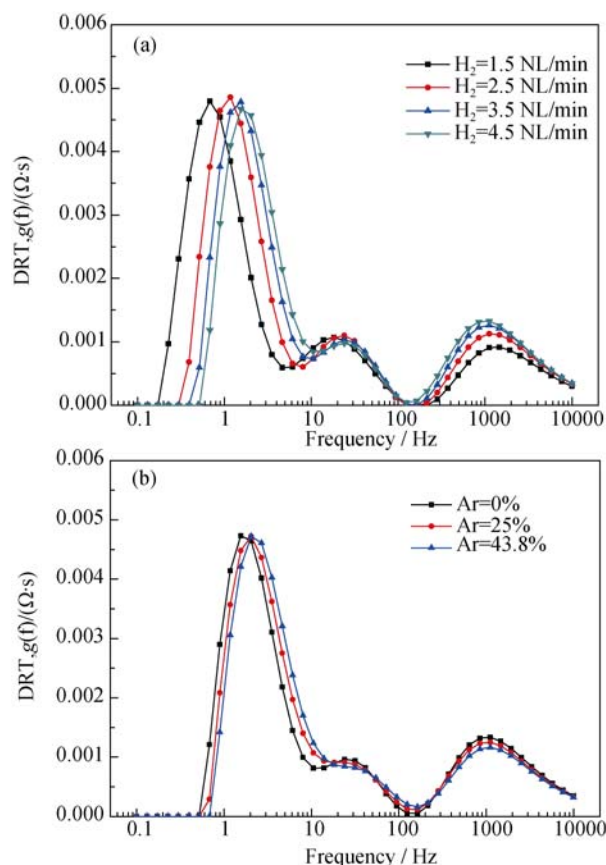 (a)
H₂=1.5 NL/min
H₂=2.5 NL/min
H₂=3.5 NL/min
H₂=4.5 NL/min
DRT,g(f)/(Ω·s)
0.006
0.005
0.004
0.003
0.002
0.001
0.000
0.1 1 10 100 1000 10000
Frequency / Hz
(b)
Ar=0%
Ar=25%
Ar=43.8%
DRT,g(f)/(Ω·s)
0.006
0.005
0.004
0.003
0.002
0.001
0.000
0.1 1 10 100 1000 10000
Frequency / Hz